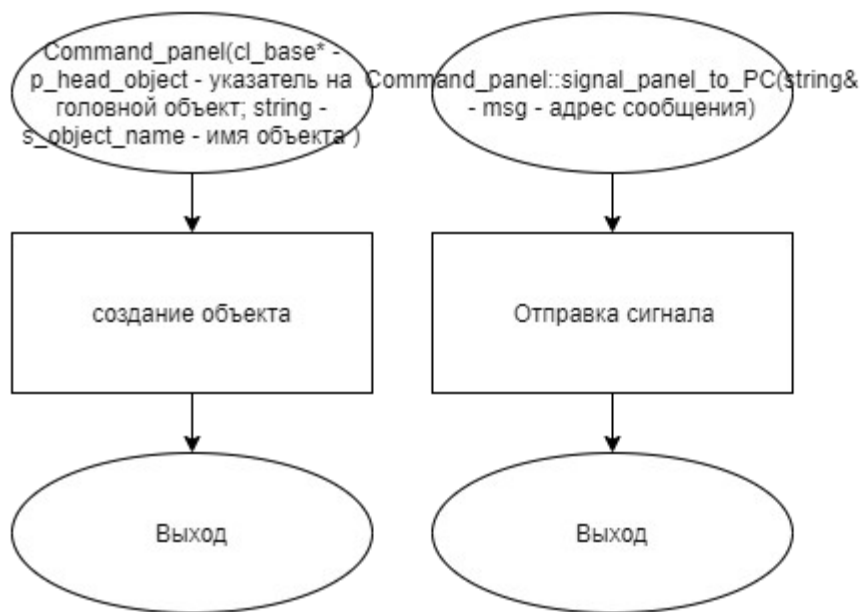 Command_panel(cl_base* -
p_head_object - указатель на
головной объект; string -
s_object_name - имя объекта )
Command_panel::signal_panel_to_PC(string&
- msg - адрес сообщения)
создание объекта
Отправка сигнала
Выход
Выход